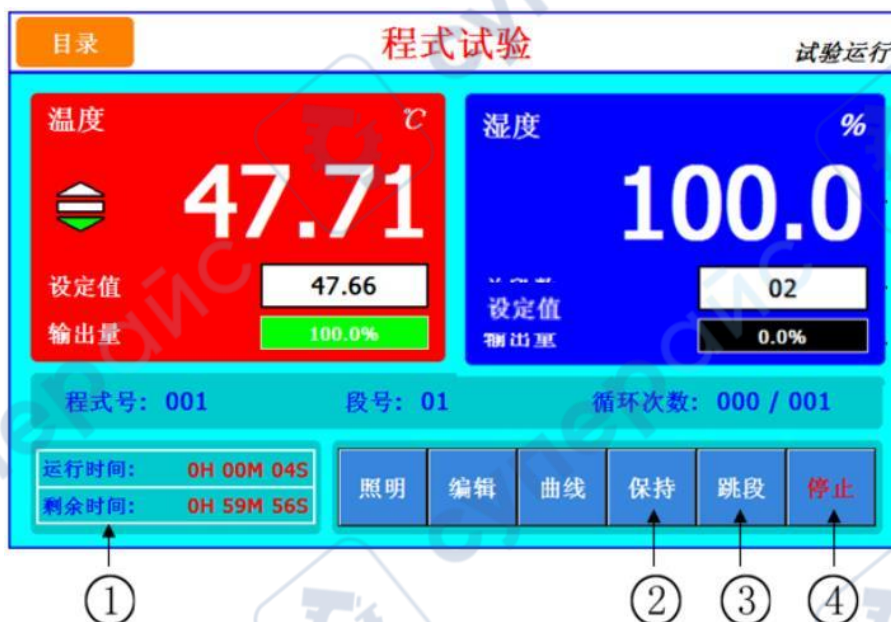 目录
程式试验
试验运行
温度 ℃
47.71
设定值 47.66
输出量 100.0%
湿度 %
100.0
设定值 02
输出量 0.0%
程式号: 001 段号: 01 循环次数: 000 / 001
运行时间: 0H 00M 04S
剩余时间: 0H 59M 56S
照明 编辑 曲线 保持 跳段 停止
① ② ③ ④
суперайс